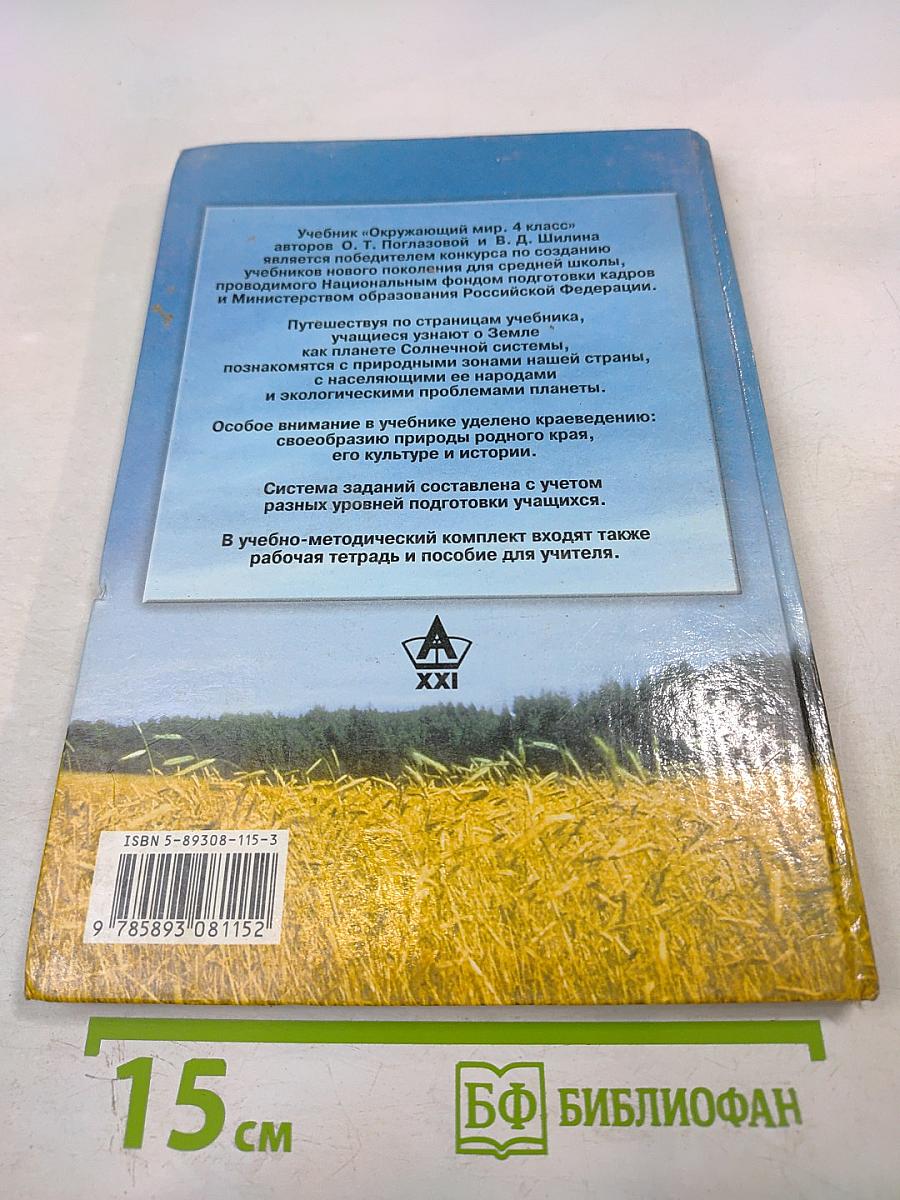 Учебник «Окружающий мир. 4 класс»
авторов О. Т. Поглазовой и В. Д. Шилина
является победителем конкурса по созданию
учебников нового поколения для средней школы,
проводимого Национальным фондом подготовки кадров
и Министерством образования Российской Федерации.
Путешествуя по страницам учебника,
учащиеся узнают о Земле
как планете Солнечной системы,
познакомятся с природными зонами нашей страны,
с населяющими ее народами
и экологическими проблемами планеты.
Особое внимание в учебнике уделено краеведению:
своеобразию природы родного края,
его культуре и истории.
Система заданий составлена с учетом
разных уровней подготовки учащихся.
В учебно-методический комплект входят также
рабочая тетрадь и пособие для учителя.
А
XXI
ISBN 5-89308-115-3
9 785893 081152
15 см
БФ БИБЛИОФАН